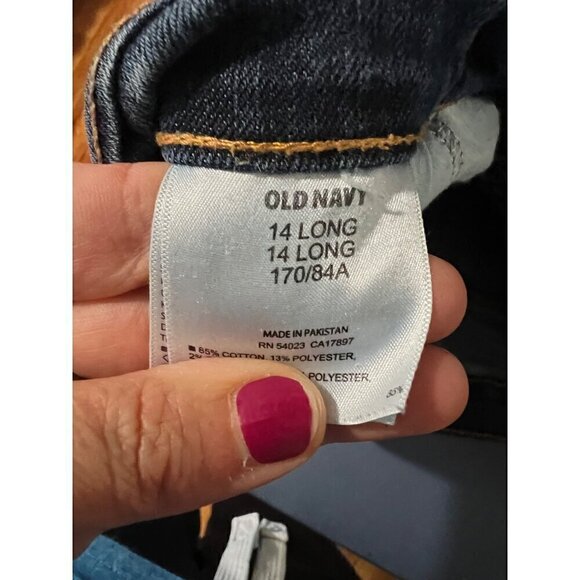 OLD NAVY
14 LONG
14 LONG
170/84A
MADE IN PAKISTAN
RN 54023 CA17897
■ 85% COTTON, 13% POLYESTER,
2%
POLYESTER,